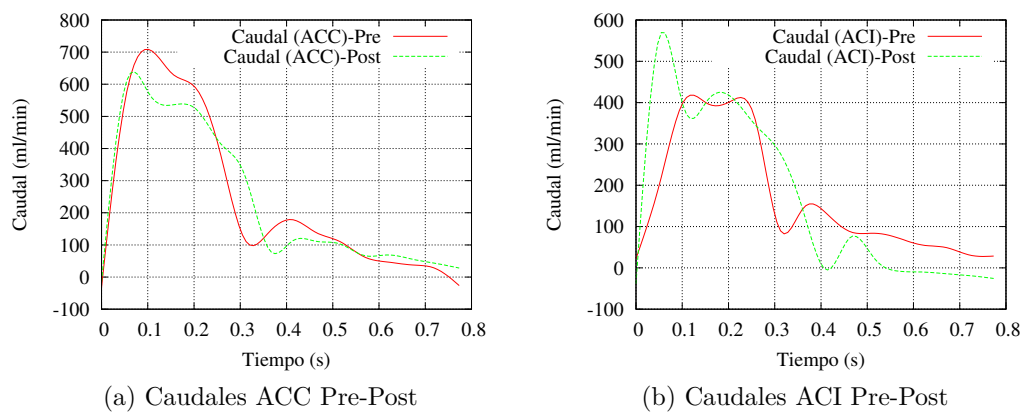 800
700
600
500
400
300
200
100
0
-100
Caudal (ml/min)
Caudal (ACC)-Pre
Caudal (ACC)-Post
0 0.1 0.2 0.3 0.4 0.5 0.6 0.7 0.8
Tiempo (s)
(a) Caudales ACC Pre-Post
600
500
400
300
200
100
0
-100
Caudal (ml/min)
Caudal (ACI)-Pre
Caudal (ACI)-Post
0 0.1 0.2 0.3 0.4 0.5 0.6 0.7 0.8
Tiempo (s)
(b) Caudales ACI Pre-Post